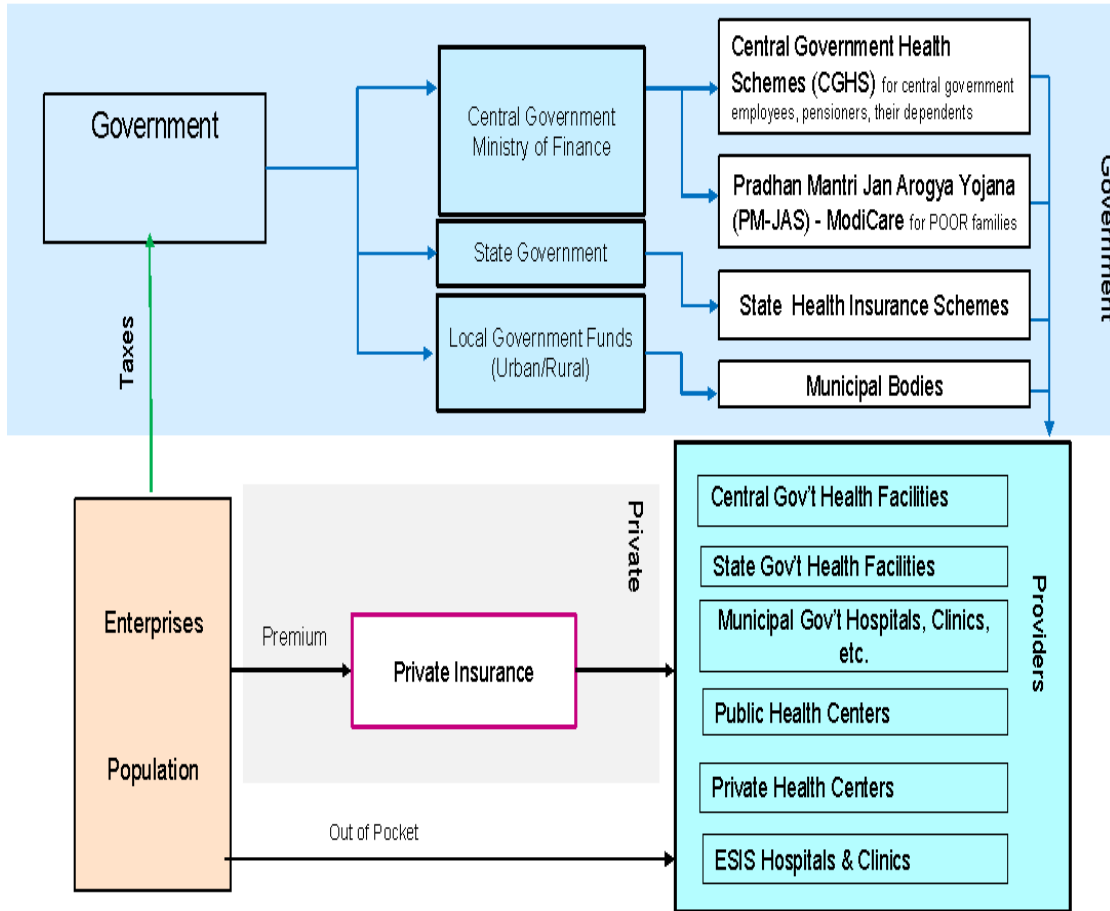 Government
Central Government
Ministry of Finance
State Government
Local Government Funds
(Urban/Rural)
Central Government Health
Schemes (CGHS) for central government
employees, pensioners, their dependents
Pradhan Mantri Jan Arogya Yojana
(PM-JAS) - ModiCare for POOR families
State Health Insurance Schemes
Municipal Bodies
Government
Taxes
Enterprises
Population
Premium
Private Insurance
Private
Out of Pocket
Central Gov't Health Facilities
State Gov't Health Facilities
Municipal Gov't Hospitals, Clinics,
etc.
Public Health Centers
Private Health Centers
ESIS Hospitals & Clinics
Providers